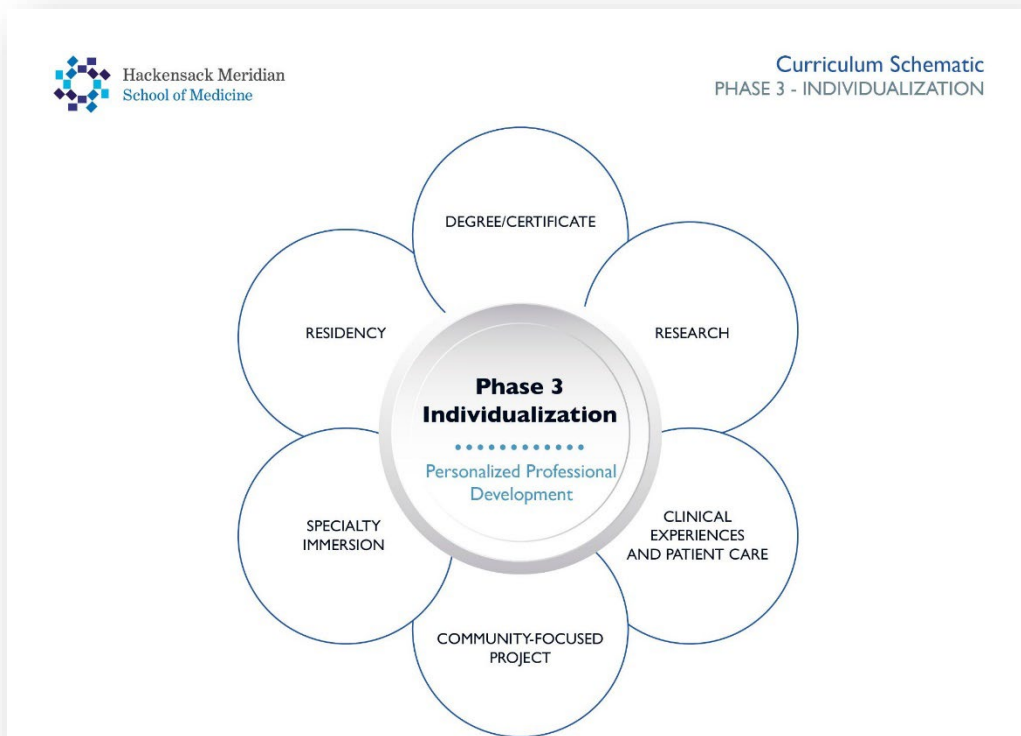 Hackensack Meridian
School of Medicine
Curriculum Schematic
PHASE 3 - INDIVIDUALIZATION
DEGREE/CERTIFICATE
RESIDENCY
RESEARCH
Phase 3
Individualization
Personalized Professional
Development
SPECIALTY
IMMERSION
CLINICAL
EXPERIENCES
AND PATIENT CARE
COMMUNITY-FOCUSED
PROJECT